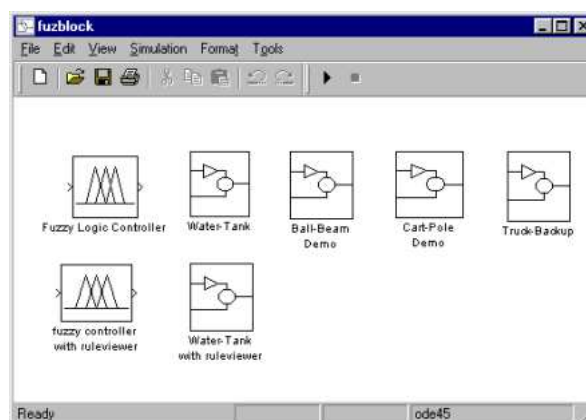 fuzblock
File Edit View Simulation Format Tools
Fuzzy Logic Controller
Water-Tank
Ball-Beam
Demo
Cart-Pole
Demo
Truck-Backup
fuzzy controller
with ruleviewer
Water-Tank
with ruleviewer
Ready
ode45